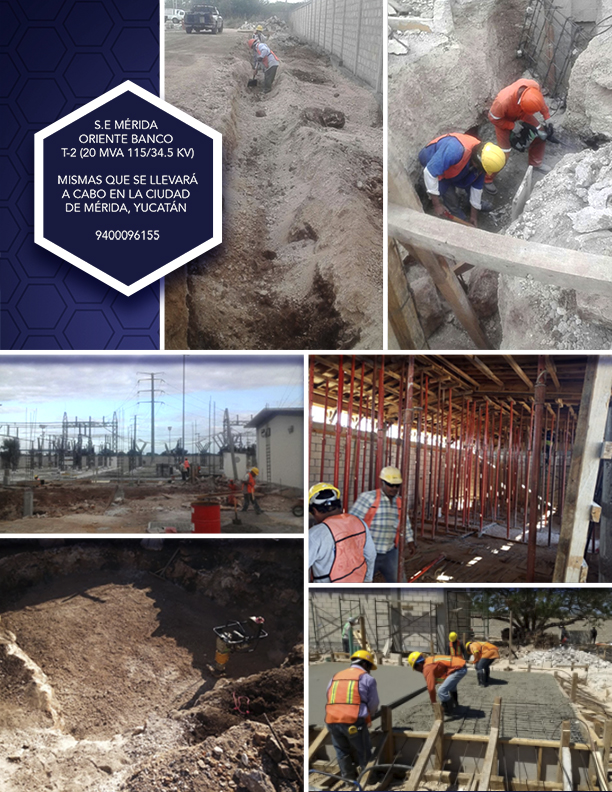 S.E MÉRIDA
ORIENTE BANCO
T-2 (20 MVA 115/34.5 KV)
MISMAS QUE SE LLEVARÁ
A CABO EN LA CIUDAD
DE MÉRIDA, YUCATÁN
9400096155